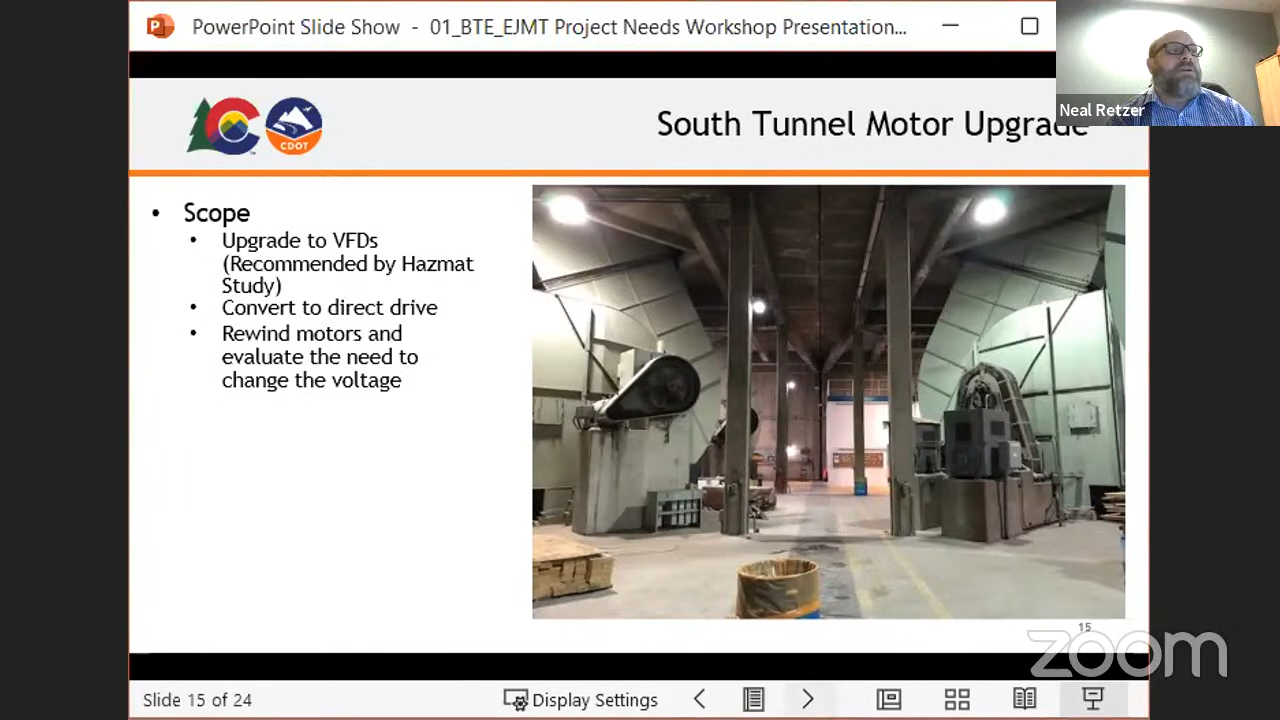 PowerPoint Slide Show - 01_BTE_EJMT Project Needs Workshop Presentation...
Neal Retzer
CDOT
South Tunnel Motor Upgrade
• Scope
• Upgrade to VFDs
(Recommended by Hazmat
Study)
• Convert to direct drive
• Rewind motors and
evaluate the need to
change the voltage
15
zoom
Slide 15 of 24
Display Settings